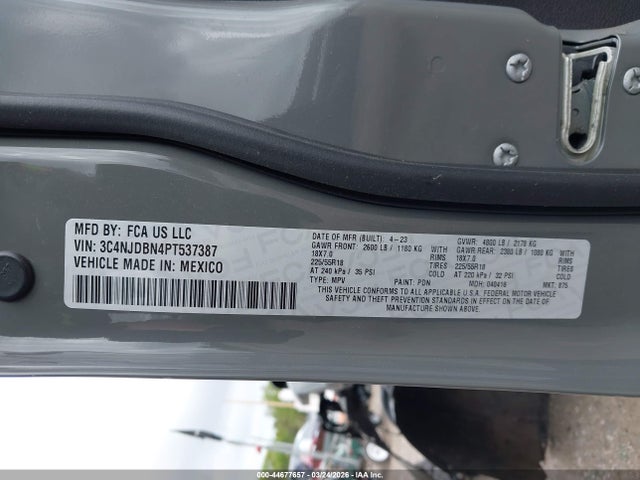 MFD BY: FCA US LLC
VIN: 3C4NJDBN4PT537387
VEHICLE MADE IN: MEXICO
DATE OF MFR (BUILT): 4-23 GVWR: 4800 LB / 2178 KG
GAWR FRONT: 2600 LB / 1180 KG WITH GAWR REAR: 2380 LB / 1080 KG WITH
18X7.0 RIMS 18X7.0 RIMS
225/55R18 TIRES 225/55R18 TIRES
AT 240 kPa / 35 PSI COLD AT 220 kPa / 32 PSI COLD
TYPE: MPV PAINT: PDN MDH: 040416 MKT: 875
THIS VEHICLE CONFORMS TO ALL APPLICABLE U.S.A. FEDERAL MOTOR VEHICLE
SAFETY AND THEFT PREVENTION STANDARDS IN EFFECT ON THE DATE OF
MANUFACTURE SHOWN ABOVE.
000-44677657 - 03/24/2026 - IAAI.COM